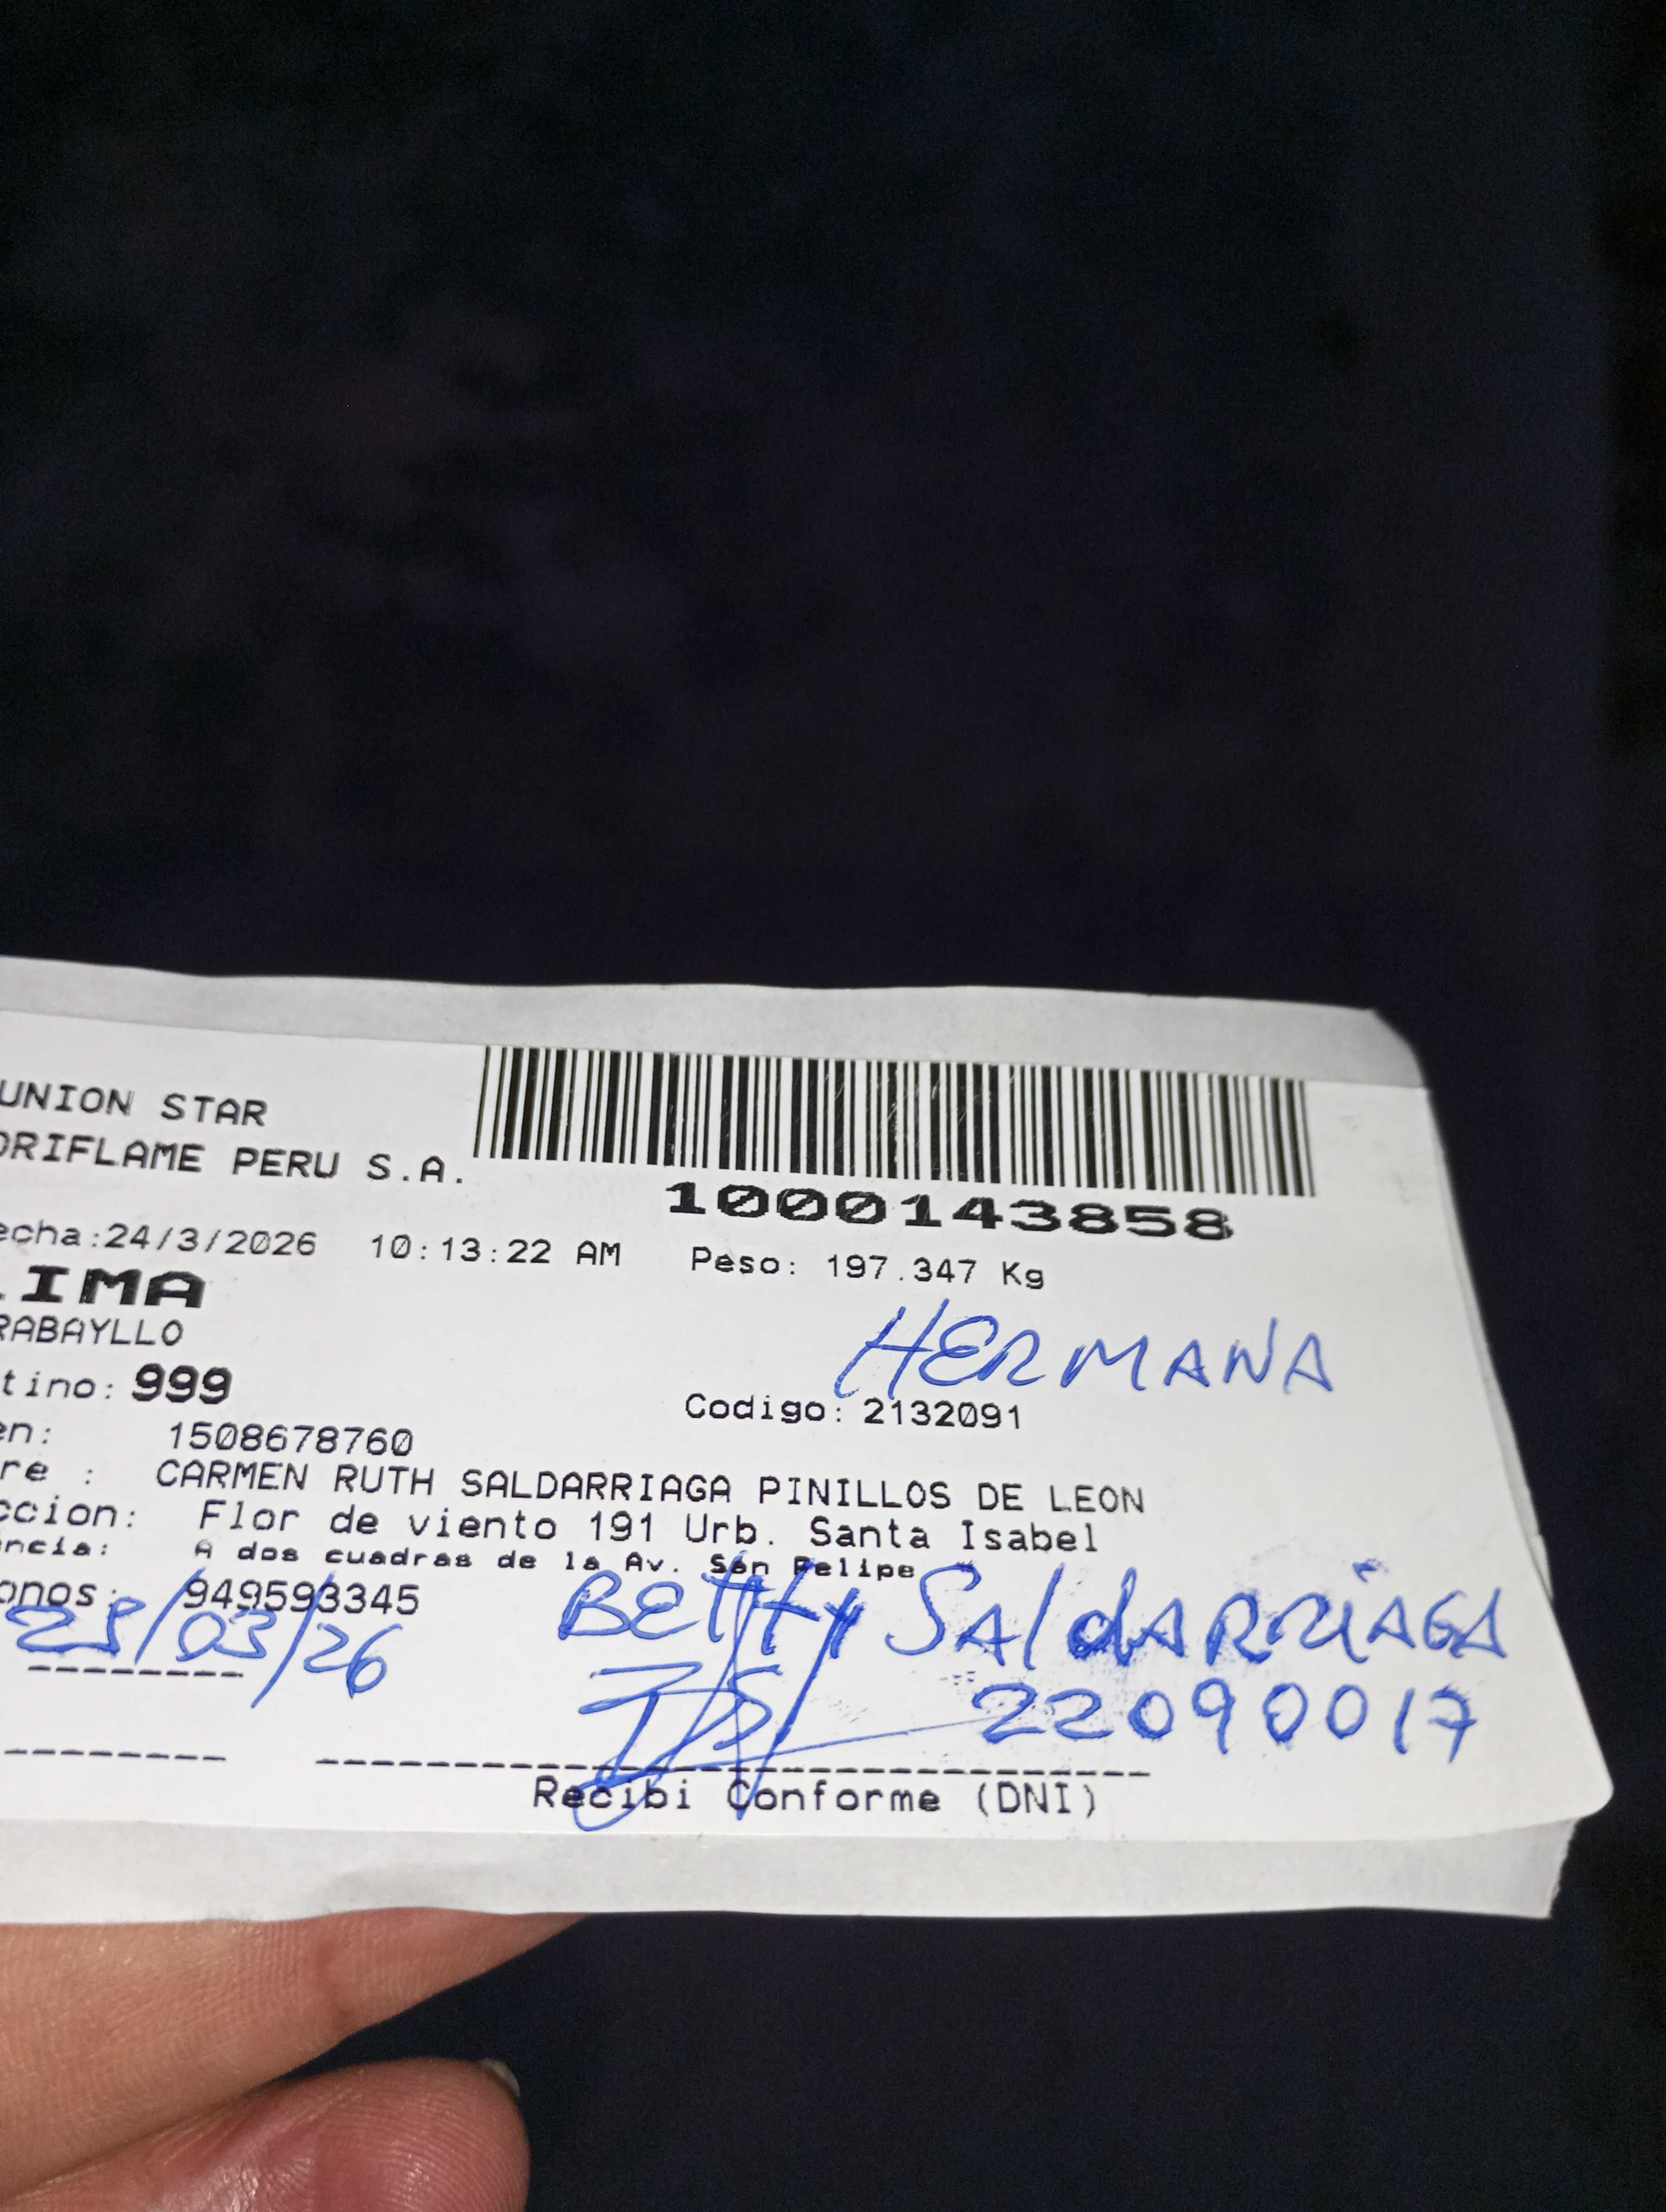 UNION STAR
ORIFLAME PERU S.A.
1000143858
echa:24/3/2026 10:13:22 AM Peso: 197.347 Kg
LIMA
HERMANA
RABAYLLO
tino: 999
Codigo: 2132091
en: 1508678760
re : CARMEN RUTH SALDARRIAGA PINILLOS DE LEON
ccion: Flor de viento 191 Urb. Santa Isabel
ncia: A dos cuadras de la Av. San Felipe
onos: 949593345
BETTY SALdARRIAGA
25/03/26
22090017
Recibi Conforme (DNI)